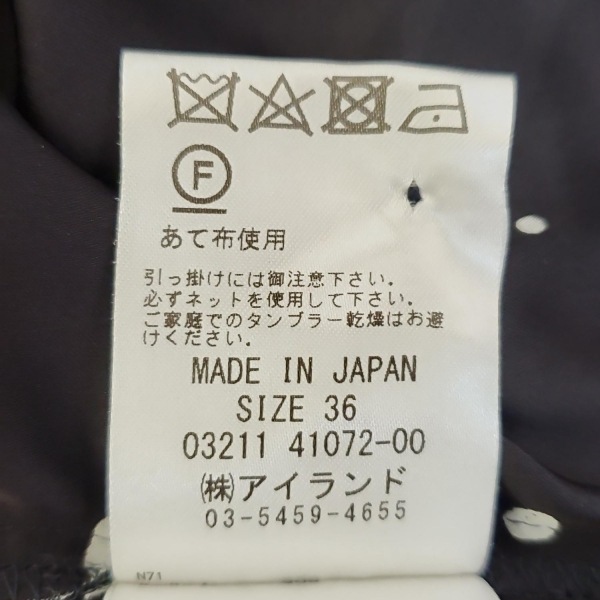 F
あて布使用
引っ掛けには御注意下さい。
必ずネットを使用して下さい。
ご家庭でのタンブラー乾燥はお避
けください。
MADE IN JAPAN
SIZE 36
03211 41072-00
㈱アイランド
03-5459-4655
N71